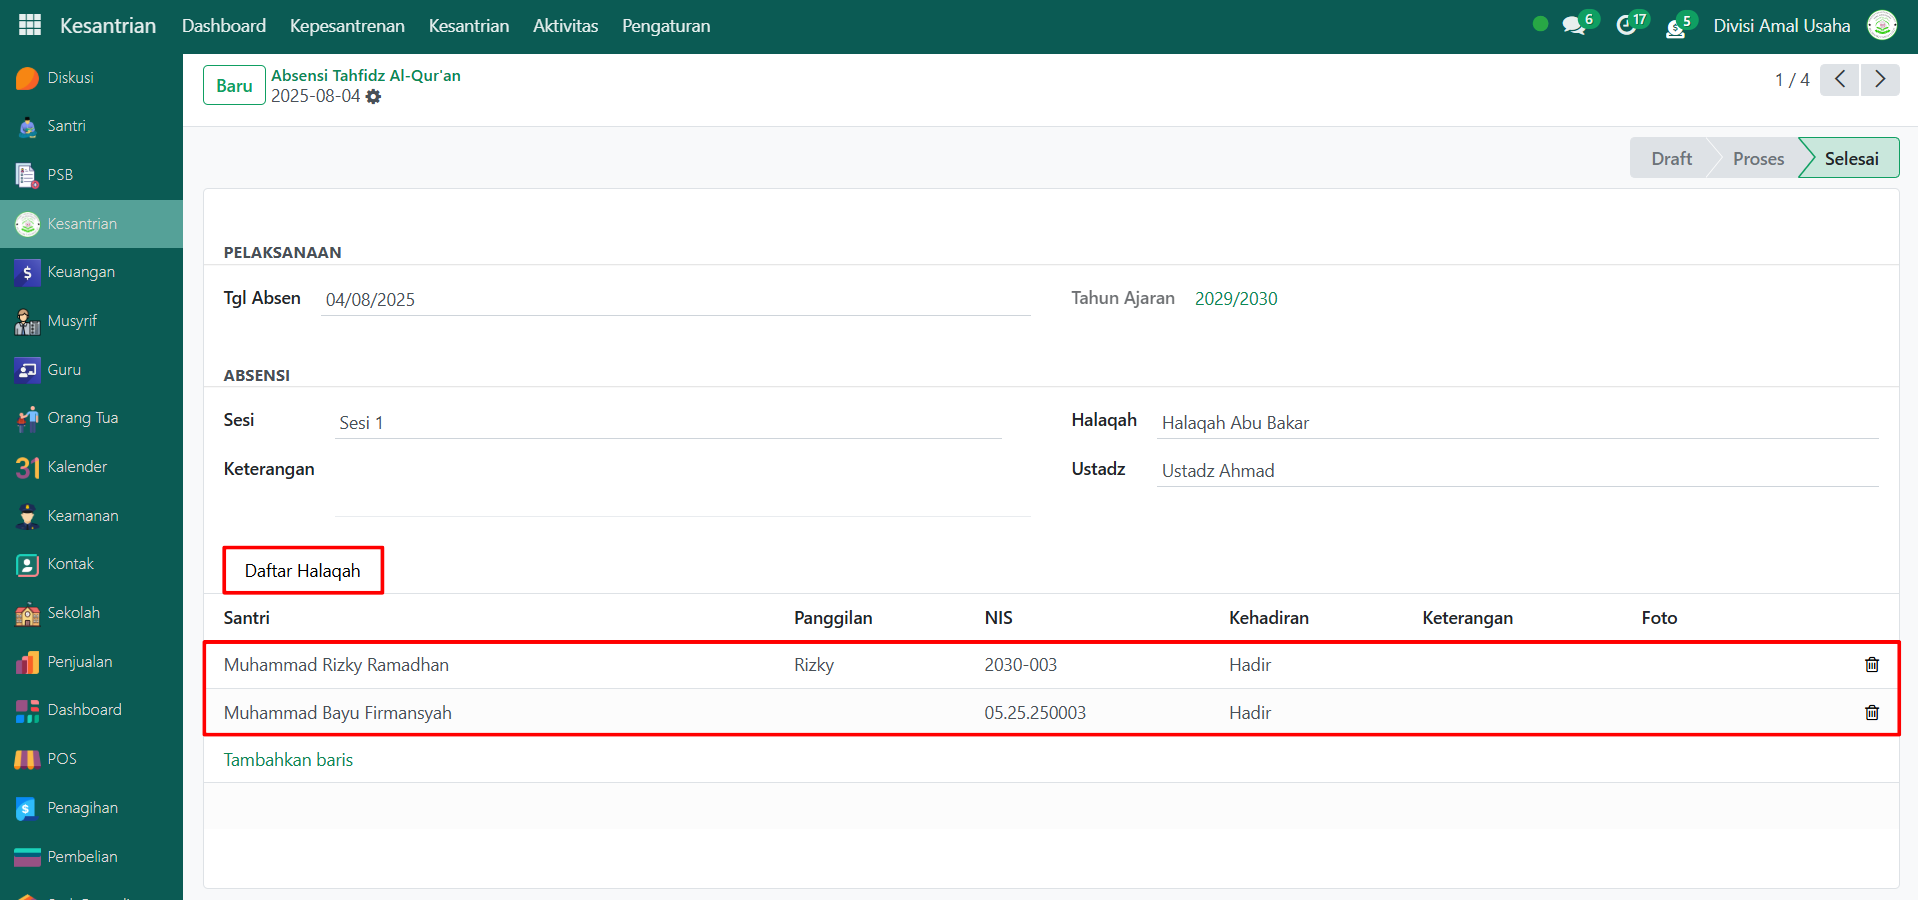 Kesantrian Dashboard Kepesantrenan Kesantrian Aktivitas Pengaturan 6 17 5 Divisi Amal Usaha
Diskusi
Santri
PSB
Kesantrian
Keuangan
Musyrif
Guru
Orang Tua
31 Kalender
Keamanan
Kontak
Sekolah
Penjualan
Dashboard
POS
Penagihan
Pembelian
Baru
Absensi Tahfidz Al-Qur'an
2025-08-04
1 / 4
Draft Proses Selesai
PELAKSANAAN
Tgl Absen 04/08/2025 Tahun Ajaran 2029/2030
ABSENSI
Sesi Sesi 1 Halaqah Halaqah Abu Bakar
Keterangan Ustadz Ustadz Ahmad
Daftar Halaqah
Santri Panggilan NIS Kehadiran Keterangan Foto
Muhammad Rizky Ramadhan Rizky 2030-003 Hadir
Muhammad Bayu Firmansyah 05.25.250003 Hadir
Tambahkan baris